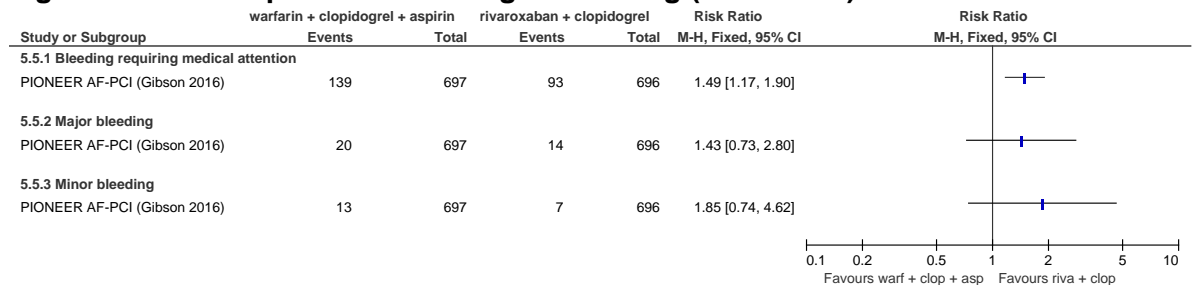 warfarin + clopidogrel + aspirin rivaroxaban + clopidogrel Risk Ratio Risk Ratio
Study or Subgroup Events Total Events Total M-H, Fixed, 95% CI M-H, Fixed, 95% CI
5.5.1 Bleeding requiring medical attention
PIONEER AF-PCI (Gibson 2016) 139 697 93 696 1.49 [1.17, 1.90]
5.5.2 Major bleeding
PIONEER AF-PCI (Gibson 2016) 20 697 14 696 1.43 [0.73, 2.80]
5.5.3 Minor bleeding
PIONEER AF-PCI (Gibson 2016) 13 697 7 696 1.85 [0.74, 4.62]
0.1 0.2 0.5 1 2 5 10
Favours warf + clop + asp Favours riva + clop